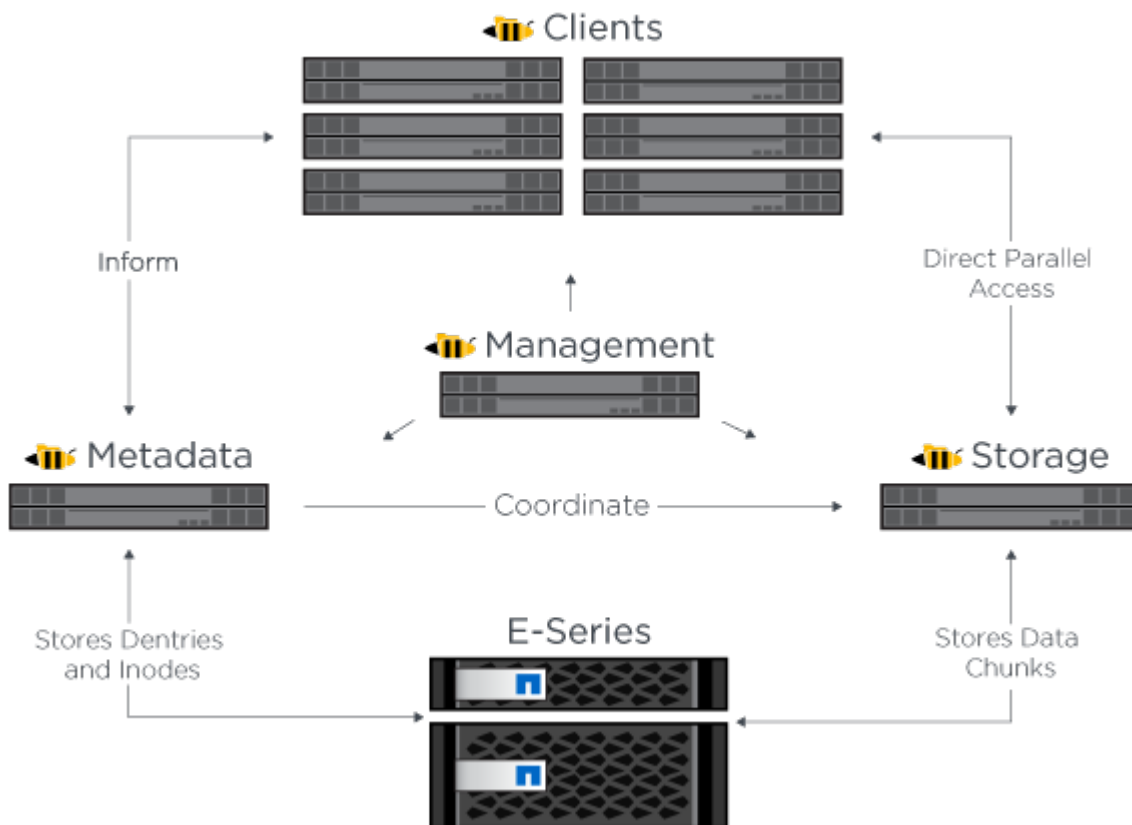 Clients
Inform
Direct Parallel
Access
Management
Metadata
Storage
Coordinate
E-Series
Stores Dentries
and Inodes
Stores Data
Chunks